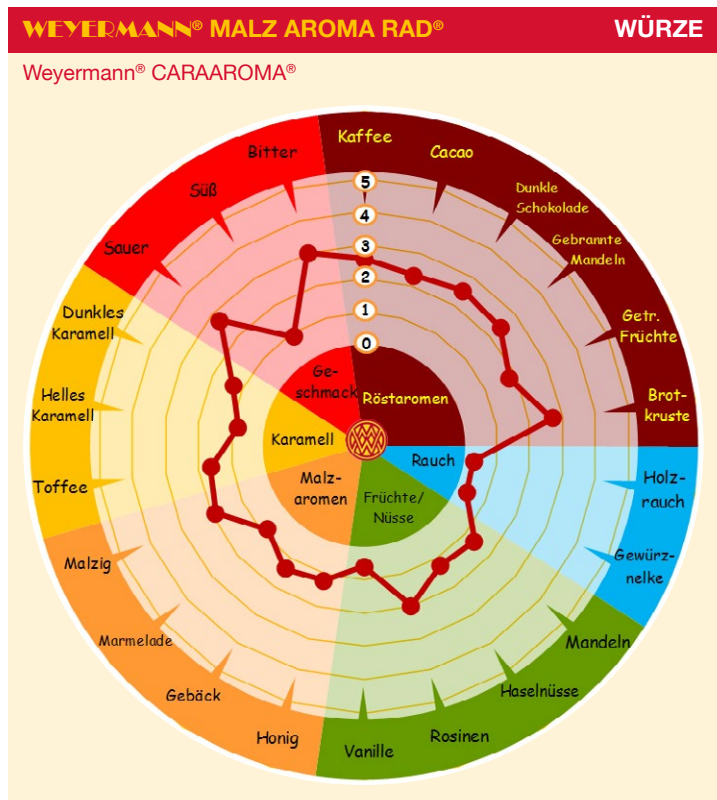 WEYERMANN® MALZ AROMA RAD® WÜRZE
Weyermann® CARAAROMA®
Kaffee
Cacao
Dunkle
Schokolade
Gebrannte
Mandeln
Getr.
Früchte
Brot-
kruste
Holz-
rauch
Gewürz-
nelke
Mandeln
Haselnüsse
Rosinen
Vanille
Honig
Gebäck
Marmelade
Malzig
Toffee
Helles
Karamell
Dunkles
Karamell
Sauer
Süß
Bitter
5
4
3
2
1
0
Ge-
schmack
Röstaromen
Karamell
Rauch
Malz-
aromen
Früchte/
Nüsse